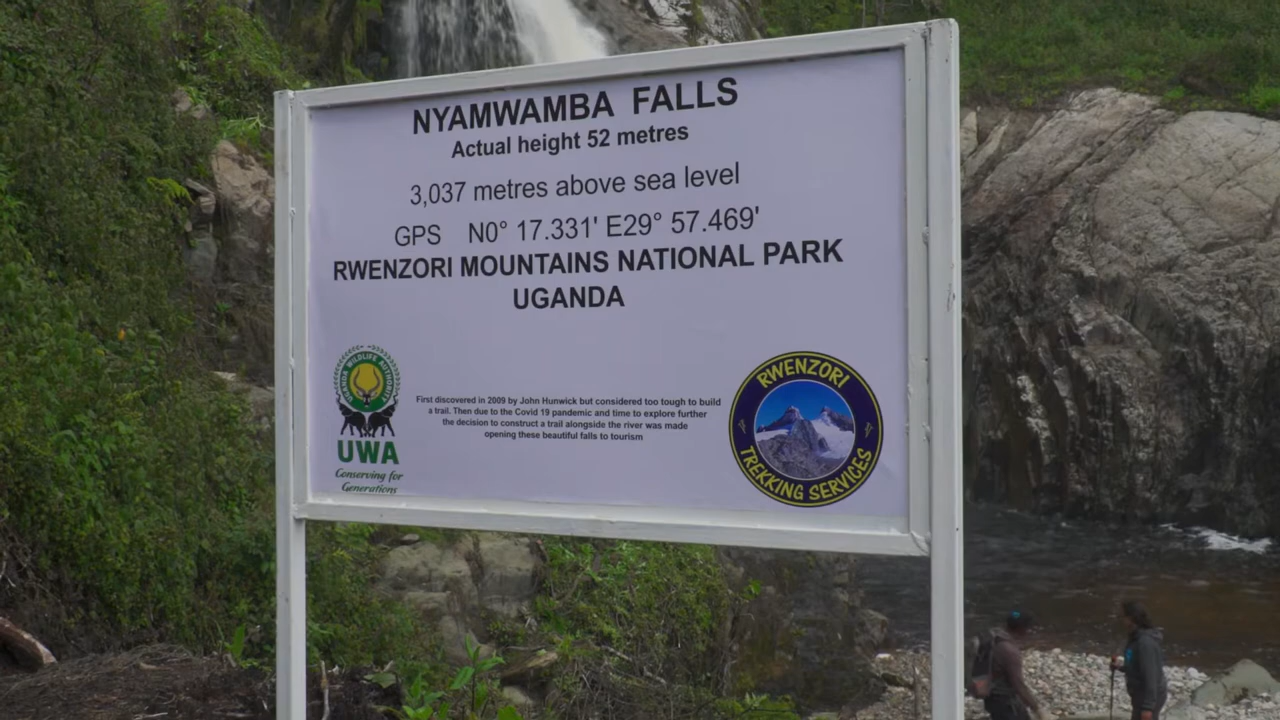 NYAMWAMBA FALLS
Actual height 52 metres
3,037 metres above sea level
GPS N0° 17.331' E29° 57.469'
RWENZORI MOUNTAINS NATIONAL PARK
UGANDA
UGANDA WILDLIFE AUTHORITY
UWA
Conserving for
Generations
First discovered in 2009 by John Hunwick but considered too tough to build
a trail. Then due to the Covid 19 pandemic and time to explore further
the decision to construct a trail alongside the river was made
opening these beautiful falls to tourism
RWENZORI
TREKKING SERVICES